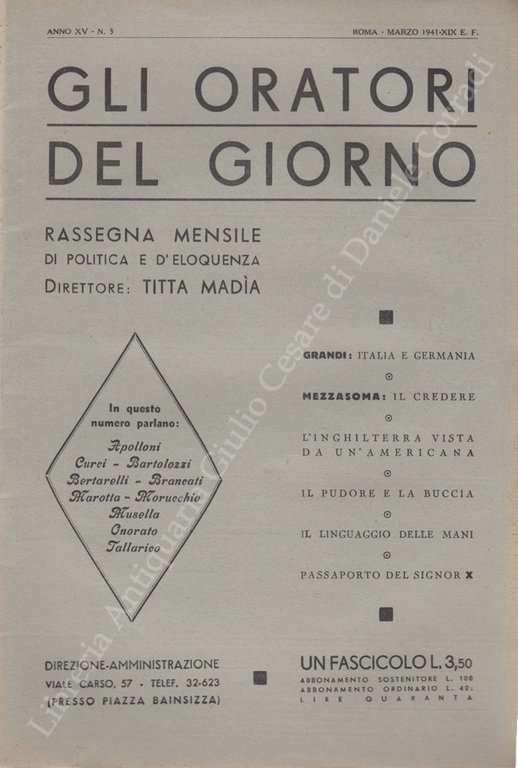 ANNO XV - N. 3
ROMA - MARZO 1941-XIX E. F.
GLI ORATORI
DEL GIORNO
RASSEGNA MENSILE
DI POLITICA E D'ELOQUENZA
DIRETTORE: TITTA MADÌA
In questo
numero parlano:
Apolloni
Curci - Bartolozzi
Bertarelli - Brancati
Marotta - Morucchio
Musella
Onorato
Tallarico
GRANDI: ITALIA E GERMANIA
MEZZASOMA: IL CREDERE
L'INGHILTERRA VISTA
DA UN'AMERICANA
IL PUDORE E LA BUCCIA
IL LINGUAGGIO DELLE MANI
PASSAPORTO DEL SIGNOR X
DIREZIONE-AMMINISTRAZIONE
VIALE CARSO, 57 - TELEF. 32-623
(PRESSO PIAZZA BAINSIZZA)
UN FASCICOLO L. 3,50
ABBONAMENTO SOSTENITORE L. 100
ABBONAMENTO ORDINARIO L. 40:
LIRE QUARANTA
Libreria Antiquaria Giulio Cesare di Daniele Corradi